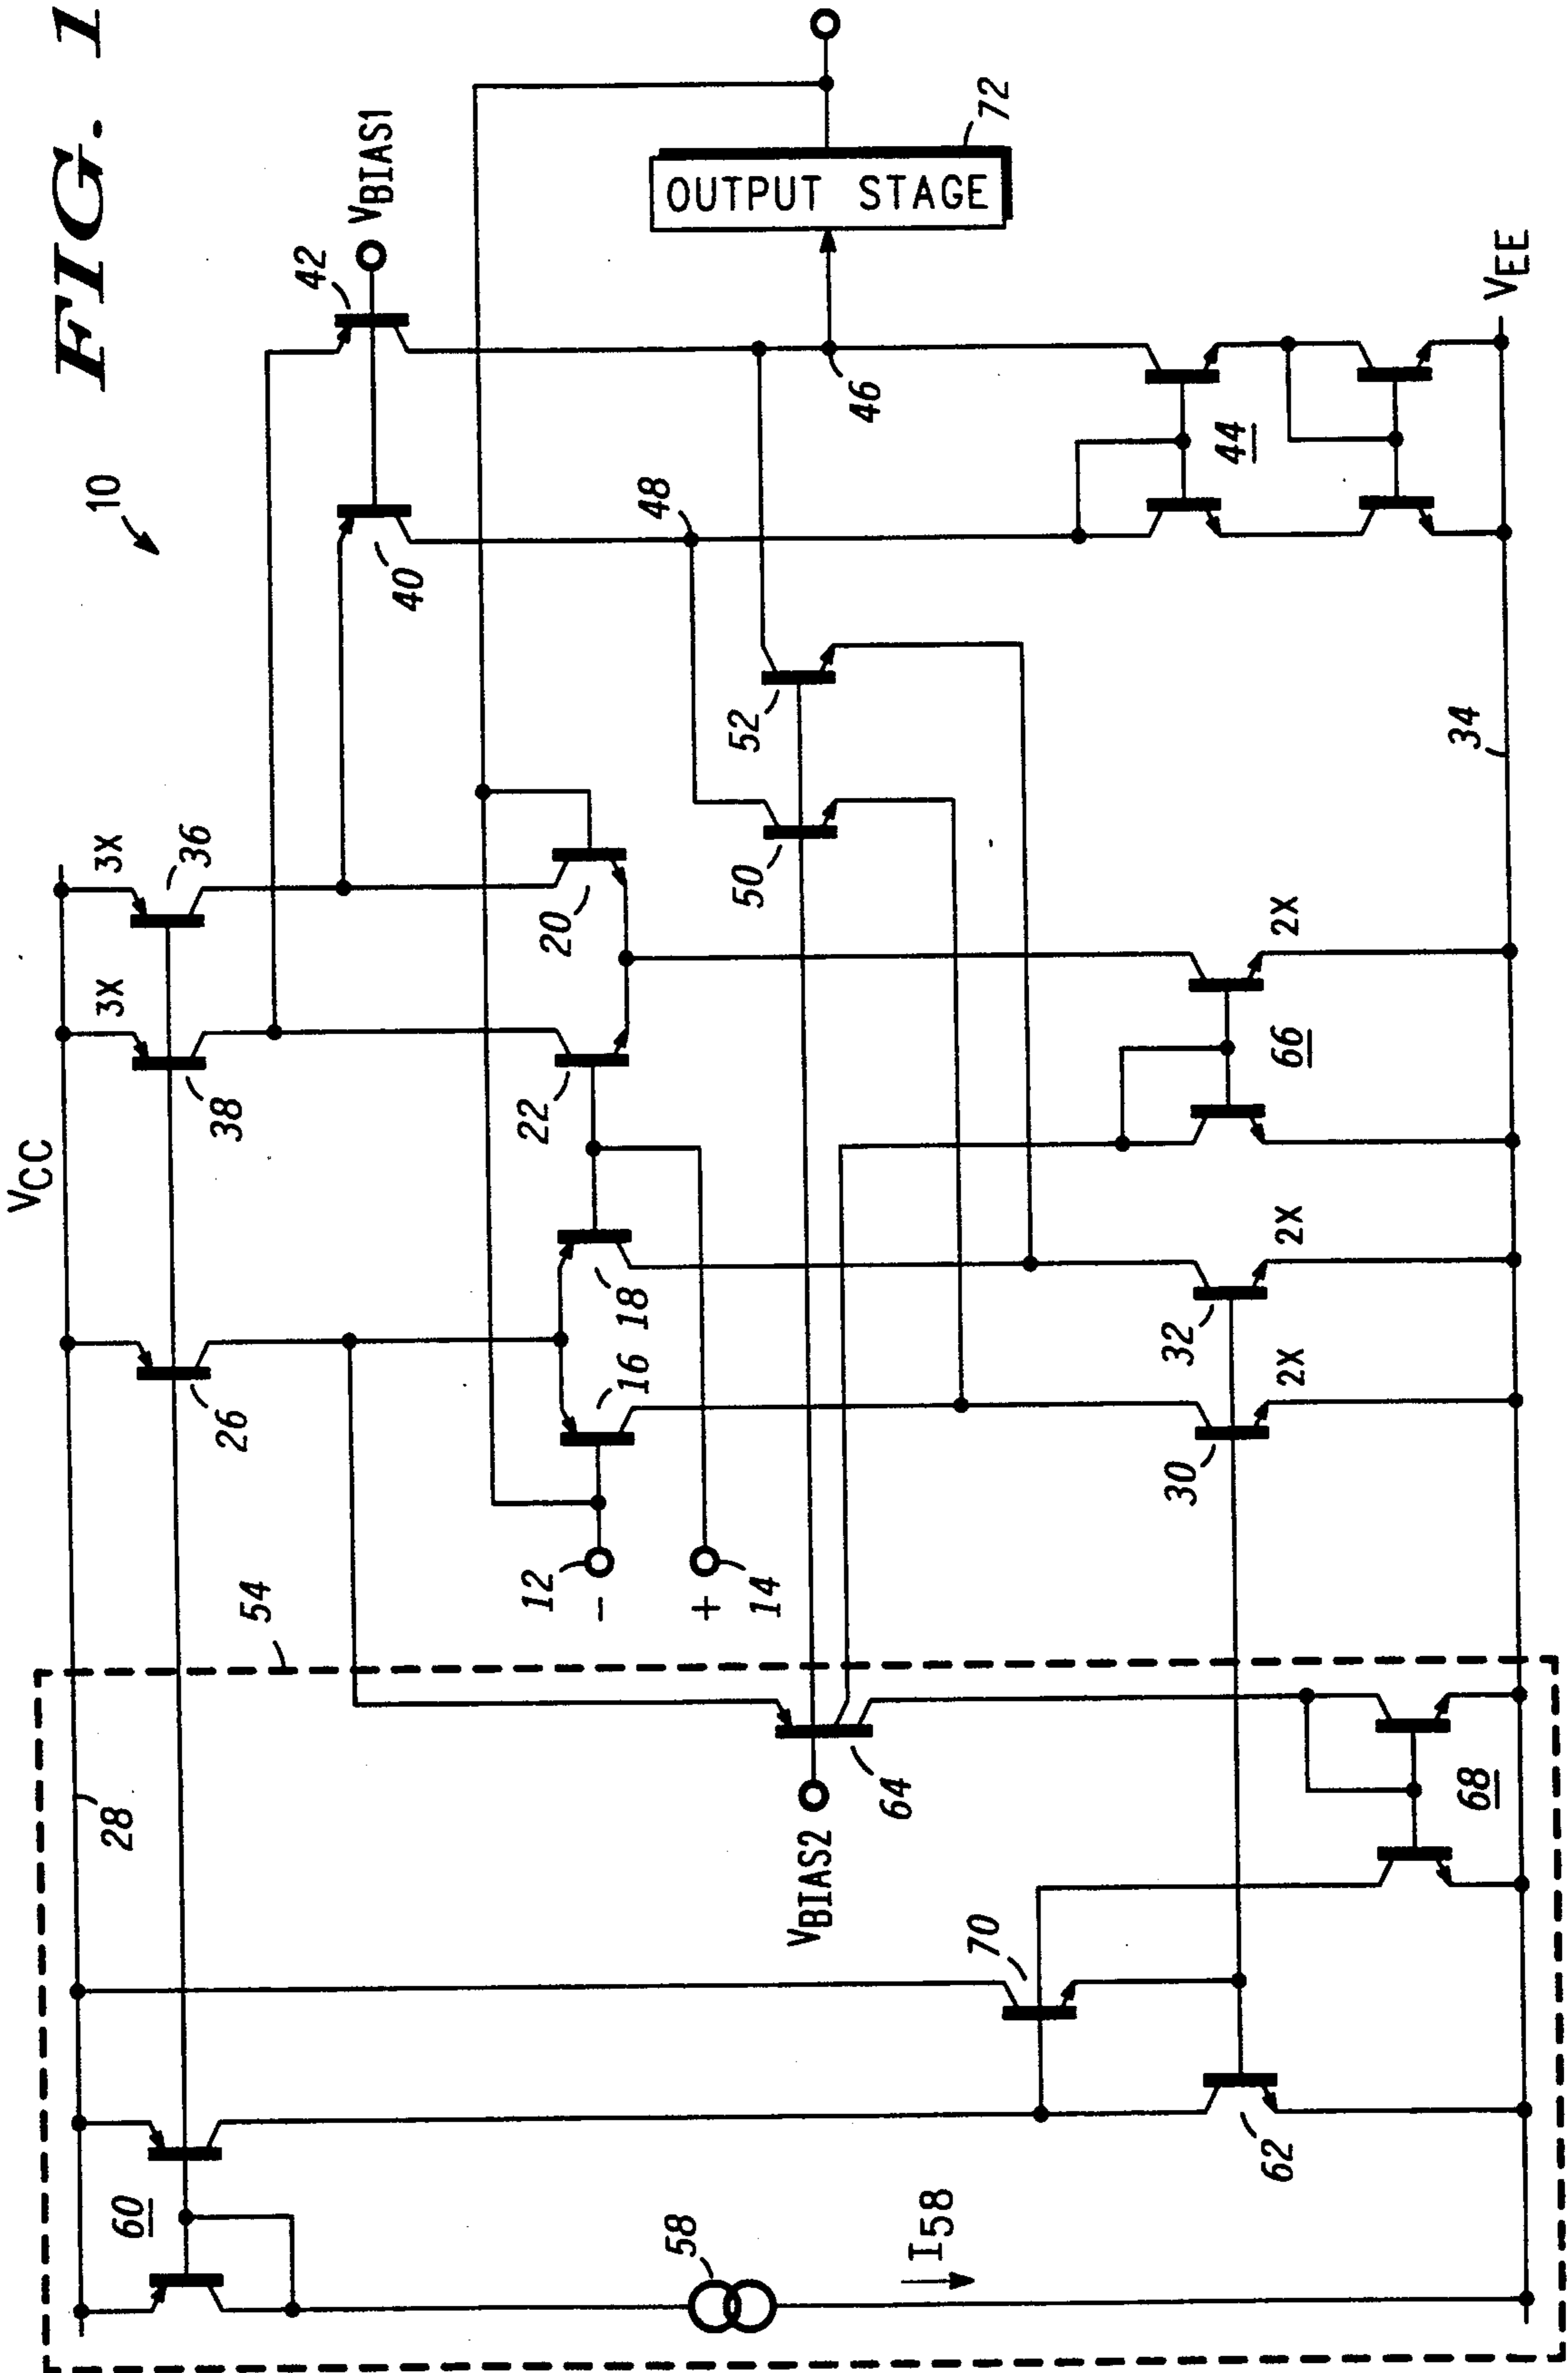 FIG. 1
10
VCC
28
60
26
38
3X
36
3X
42
VBIAS1
40
54
12
−
+
14
16
18
22
20
48
46
OUTPUT STAGE
72
58
I58
VBIAS2
64
50
52
70
62
68
30
2X
32
2X
66
2X
44
34
VEE